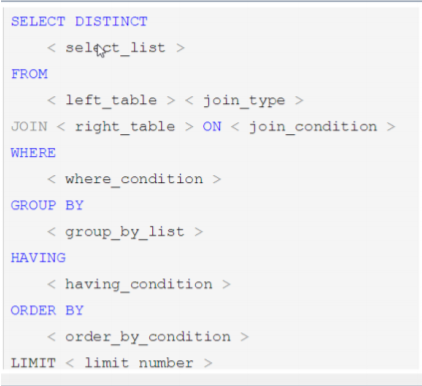 SELECT DISTINCT
< select_list >
FROM
< left_table > < join_type >
JOIN < right_table > ON < join_condition >
WHERE
< where_condition >
GROUP BY
< group_by_list >
HAVING
< having_condition >
ORDER BY
< order_by_condition >
LIMIT < limit number >